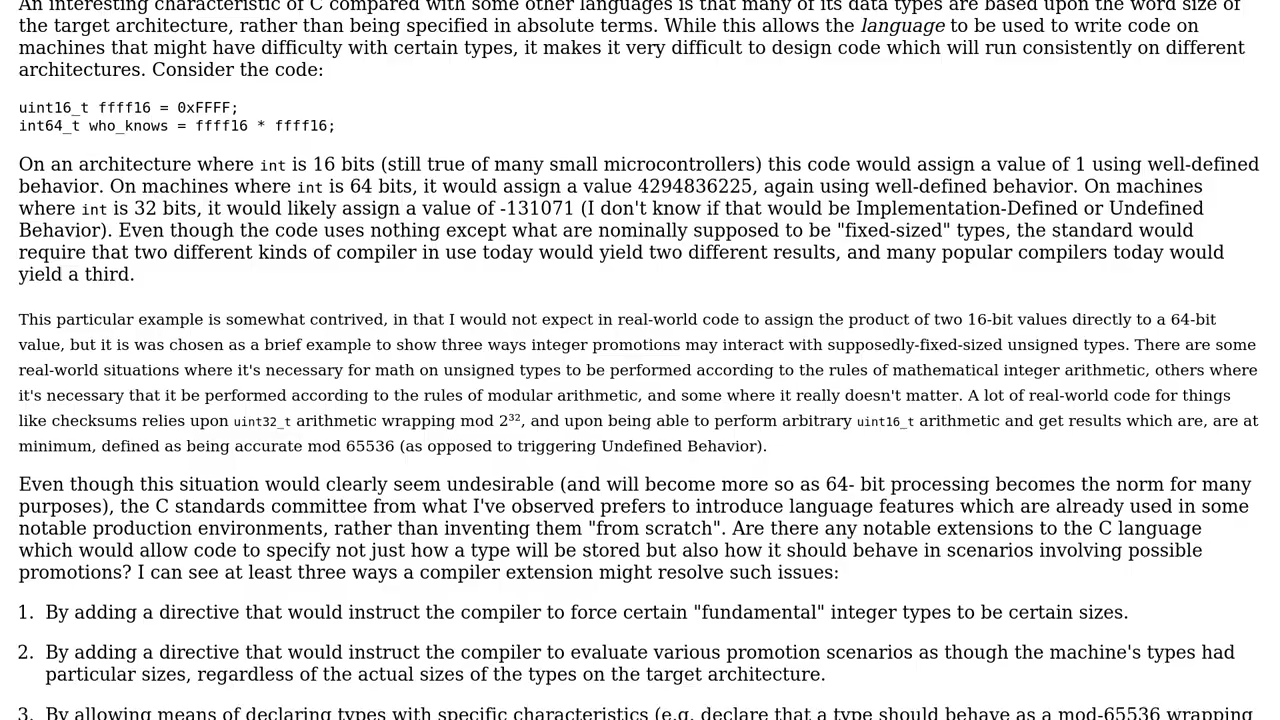 An interesting characteristic of C compared with some other languages is that many of its data types are based upon the word size of
the target architecture, rather than being specified in absolute terms. While this allows the language to be used to write code on
machines that might have difficulty with certain types, it makes it very difficult to design code which will run consistently on different
architectures. Consider the code:
uint16_t ffff16 = 0xFFFF;
int64_t who_knows = ffff16 * ffff16;
On an architecture where int is 16 bits (still true of many small microcontrollers) this code would assign a value of 1 using well-defined
behavior. On machines where int is 64 bits, it would assign a value 4294836225, again using well-defined behavior. On machines
where int is 32 bits, it would likely assign a value of -131071 (I don't know if that would be Implementation-Defined or Undefined
Behavior). Even though the code uses nothing except what are nominally supposed to be "fixed-sized" types, the standard would
require that two different kinds of compiler in use today would yield two different results, and many popular compilers today would
yield a third.
This particular example is somewhat contrived, in that I would not expect in real-world code to assign the product of two 16-bit values directly to a 64-bit
value, but it is was chosen as a brief example to show three ways integer promotions may interact with supposedly-fixed-sized unsigned types. There are some
real-world situations where it's necessary for math on unsigned types to be performed according to the rules of mathematical integer arithmetic, others where
it's necessary that it be performed according to the rules of modular arithmetic, and some where it really doesn't matter. A lot of real-world code for things
like checksums relies upon uint32_t arithmetic wrapping mod 2³², and upon being able to perform arbitrary uint16_t arithmetic and get results which are, are at
minimum, defined as being accurate mod 65536 (as opposed to triggering Undefined Behavior).
Even though this situation would clearly seem undesirable (and will become more so as 64- bit processing becomes the norm for many
purposes), the C standards committee from what I've observed prefers to introduce language features which are already used in some
notable production environments, rather than inventing them "from scratch". Are there any notable extensions to the C language
which would allow code to specify not just how a type will be stored but also how it should behave in scenarios involving possible
promotions? I can see at least three ways a compiler extension might resolve such issues:
1. By adding a directive that would instruct the compiler to force certain "fundamental" integer types to be certain sizes.
2. By adding a directive that would instruct the compiler to evaluate various promotion scenarios as though the machine's types had
particular sizes, regardless of the actual sizes of the types on the target architecture.
3. By allowing means of declaring types with specific characteristics (e.g. declare that a type should behave as a mod-65536 wrapping